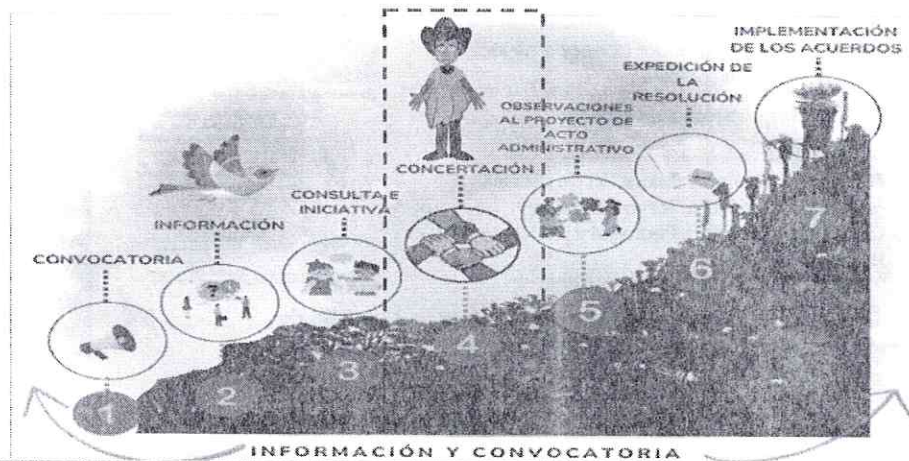 CONVOCATORIA
1
INFORMACIÓN
?
2
CONSULTA E
INICIATIVA
3
CONCERTACIÓN
4
OBSERVACIONES
AL PROYECTO DE
ACTO
ADMINISTRATIVO
5
EXPEDICIÓN DE
LA
RESOLUCIÓN
6
IMPLEMENTACIÓN
DE LOS ACUERDOS
7
INFORMACIÓN Y CONVOCATORIA